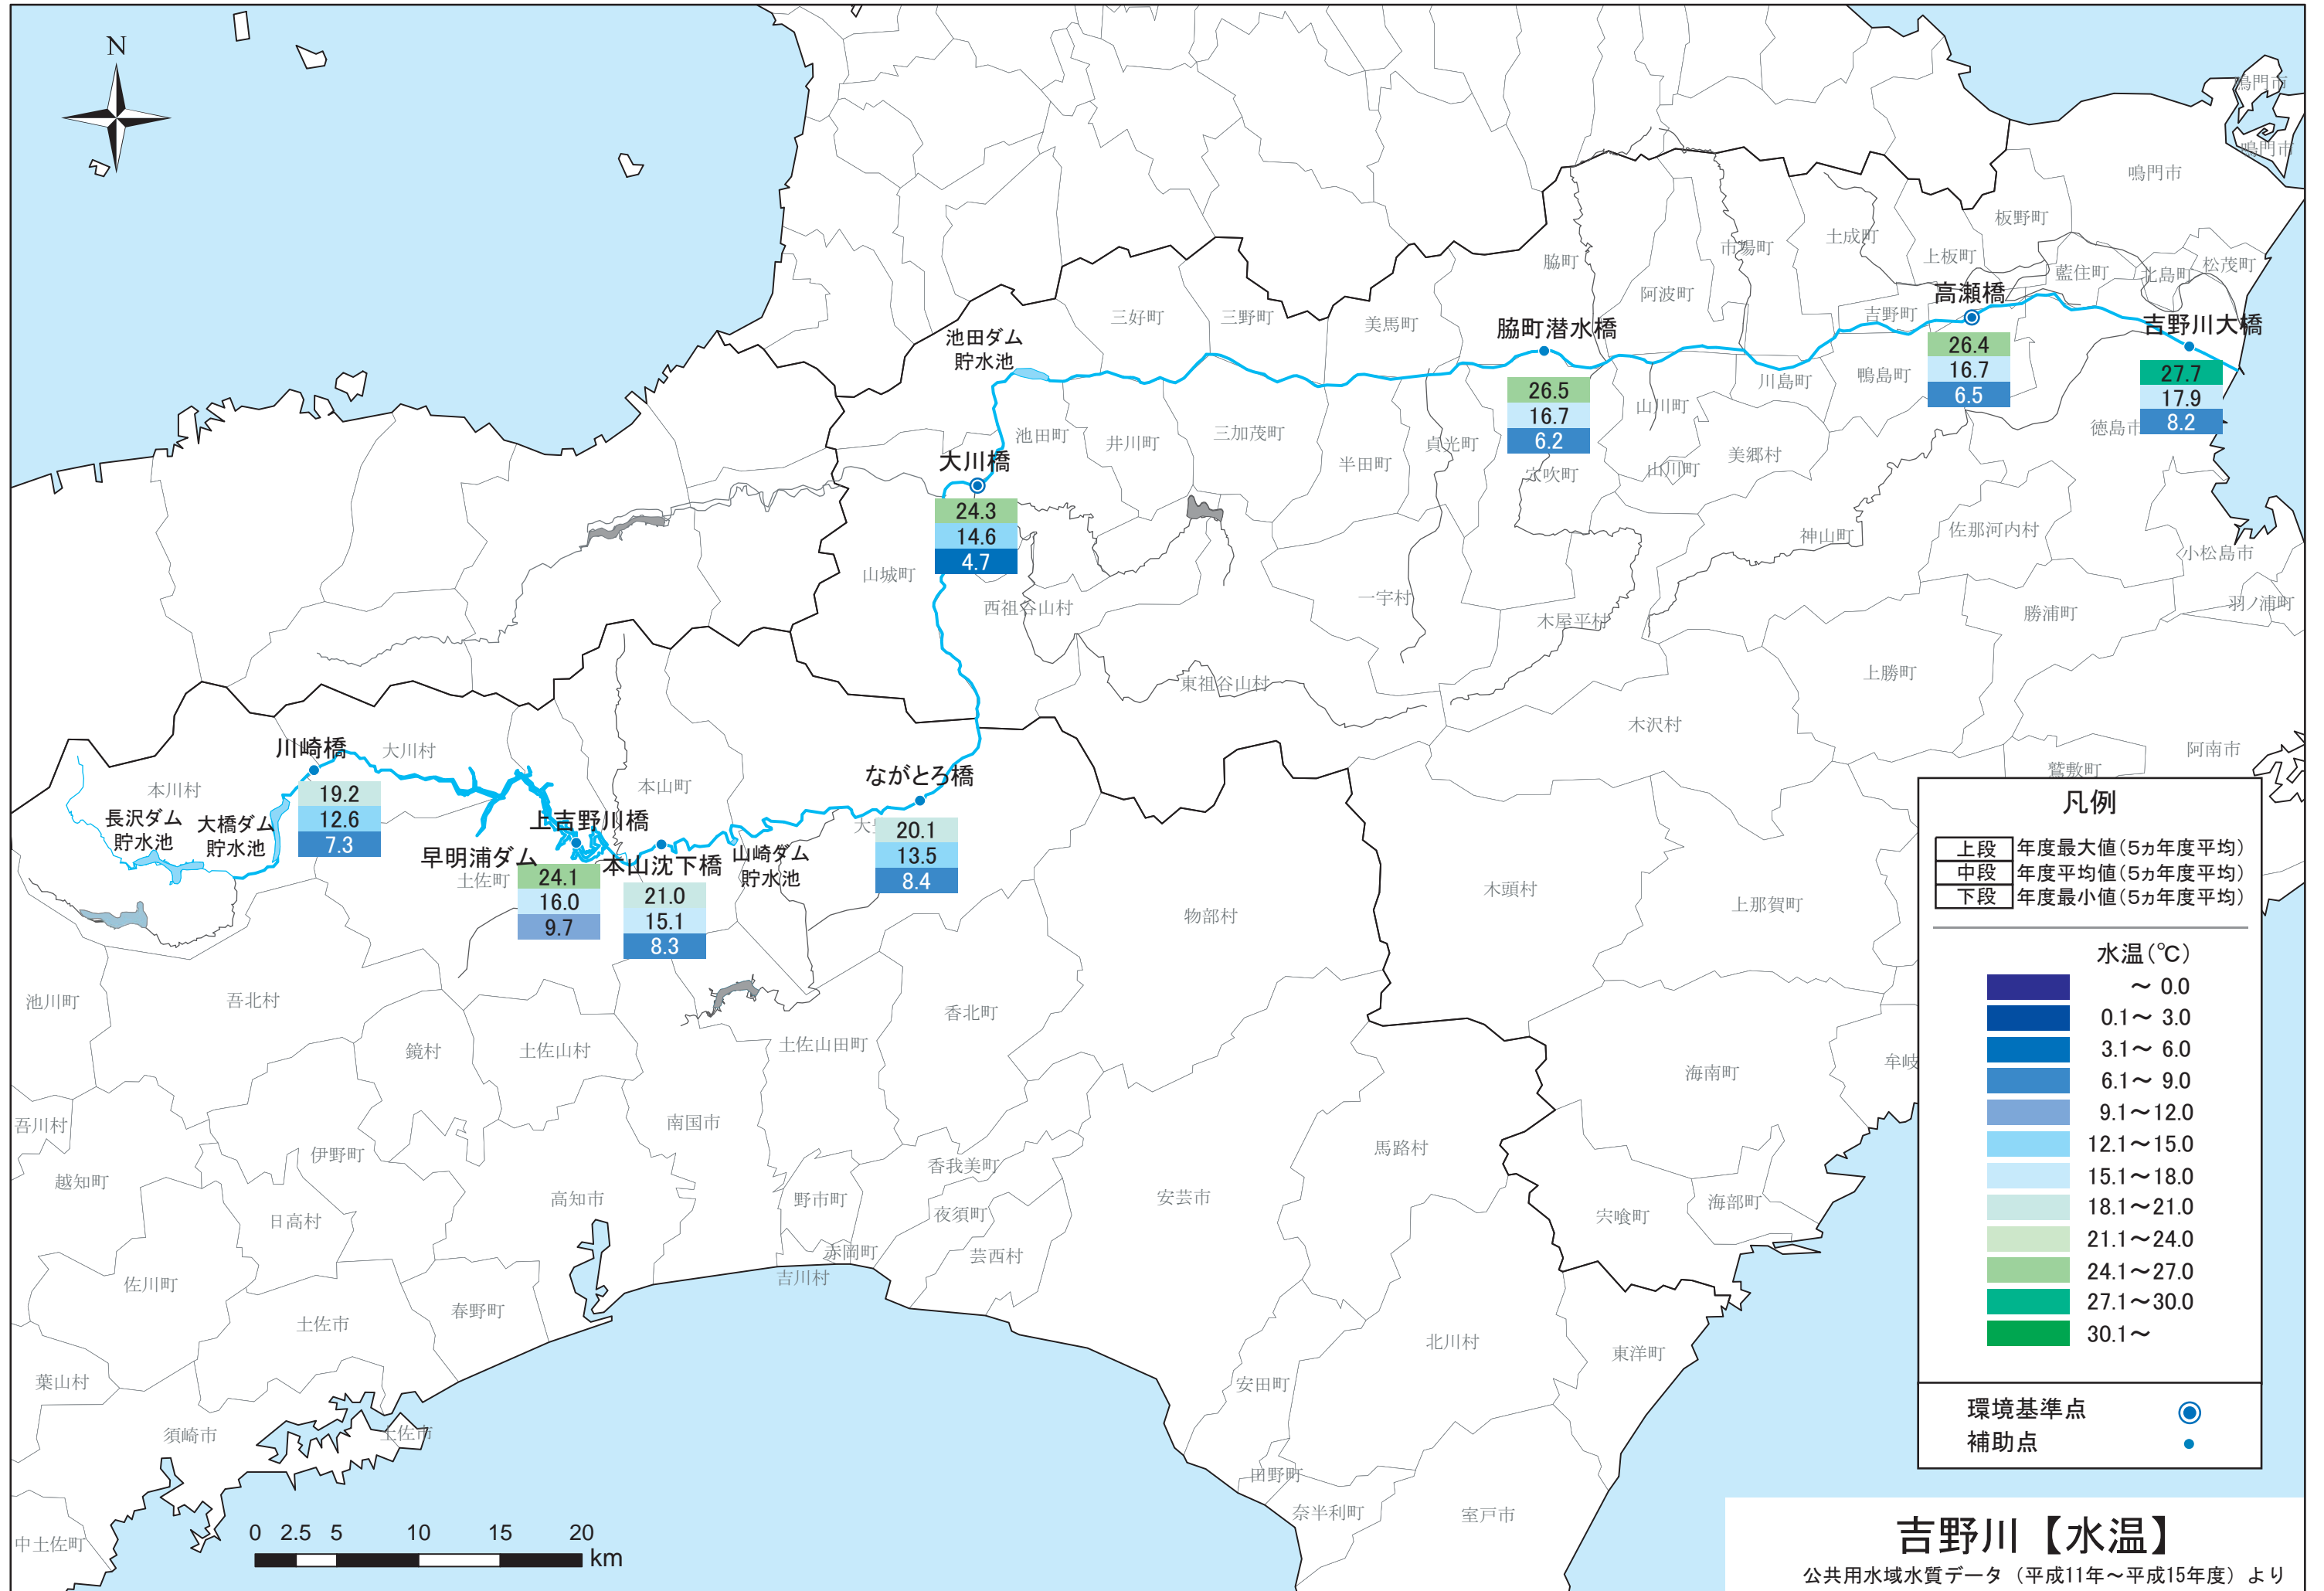 N
鳴門市
鳴門市
鳴門市
板野町
松茂町
北島町
藍住町
上板町
土成町
市場町
脇町
阿波町
高瀬橋
吉野町
吉野川大橋
三好町
三野町
美馬町
脇町潜水橋
池田ダム
貯水池
26.4
16.7
6.5
27.7
17.9
8.2
徳島市
川島町
鴨島町
26.5
16.7
6.2
山川町
山川町
美郷村
穴吹町
貞光町
半田町
三加茂町
井川町
池田町
大川橋
24.3
14.6
4.7
山城町
西祖谷山村
東祖谷山村
一宇村
木屋平村
神山町
佐那河内村
小松島市
羽ノ浦町
勝浦町
上勝町
木沢村
阿南市
鷲敷町
川崎橋
大川村
本川村
19.2
12.6
7.3
長沢ダム
貯水池
大橋ダム
貯水池
本山町
上吉野川橋
早明浦ダム
土佐町
24.1
16.0
9.7
本山沈下橋
21.0
15.1
8.3
山崎ダム
貯水池
ながとろ橋
20.1
13.5
8.4
物部村
木頭村
上那賀町
池川町
吾北村
鏡村
土佐山村
土佐山田町
香北町
海南町
牟岐
吾川村
越知町
伊野町
南国市
高知市
日高村
野市町
香我美町
夜須町
芸西村
赤岡町
吉川村
安芸市
馬路村
宍喰町
海部町
佐川町
土佐市
春野町
葉山村
須崎市
土佐市
中土佐町
北川村
東洋町
安田町
田野町
奈半利町
室戸市
凡例
上段 年度最大値(5ヵ年度平均)
中段 年度平均値(5ヵ年度平均)
下段 年度最小値(5ヵ年度平均)
水温(℃)
～ 0.0
0.1～ 3.0
3.1～ 6.0
6.1～ 9.0
9.1～12.0
12.1～15.0
15.1～18.0
18.1～21.0
21.1～24.0
24.1～27.0
27.1～30.0
30.1～
環境基準点
補助点
0 2.5 5 10 15 20
km
吉野川【水温】
公共用水域水質データ（平成11年～平成15年度）より